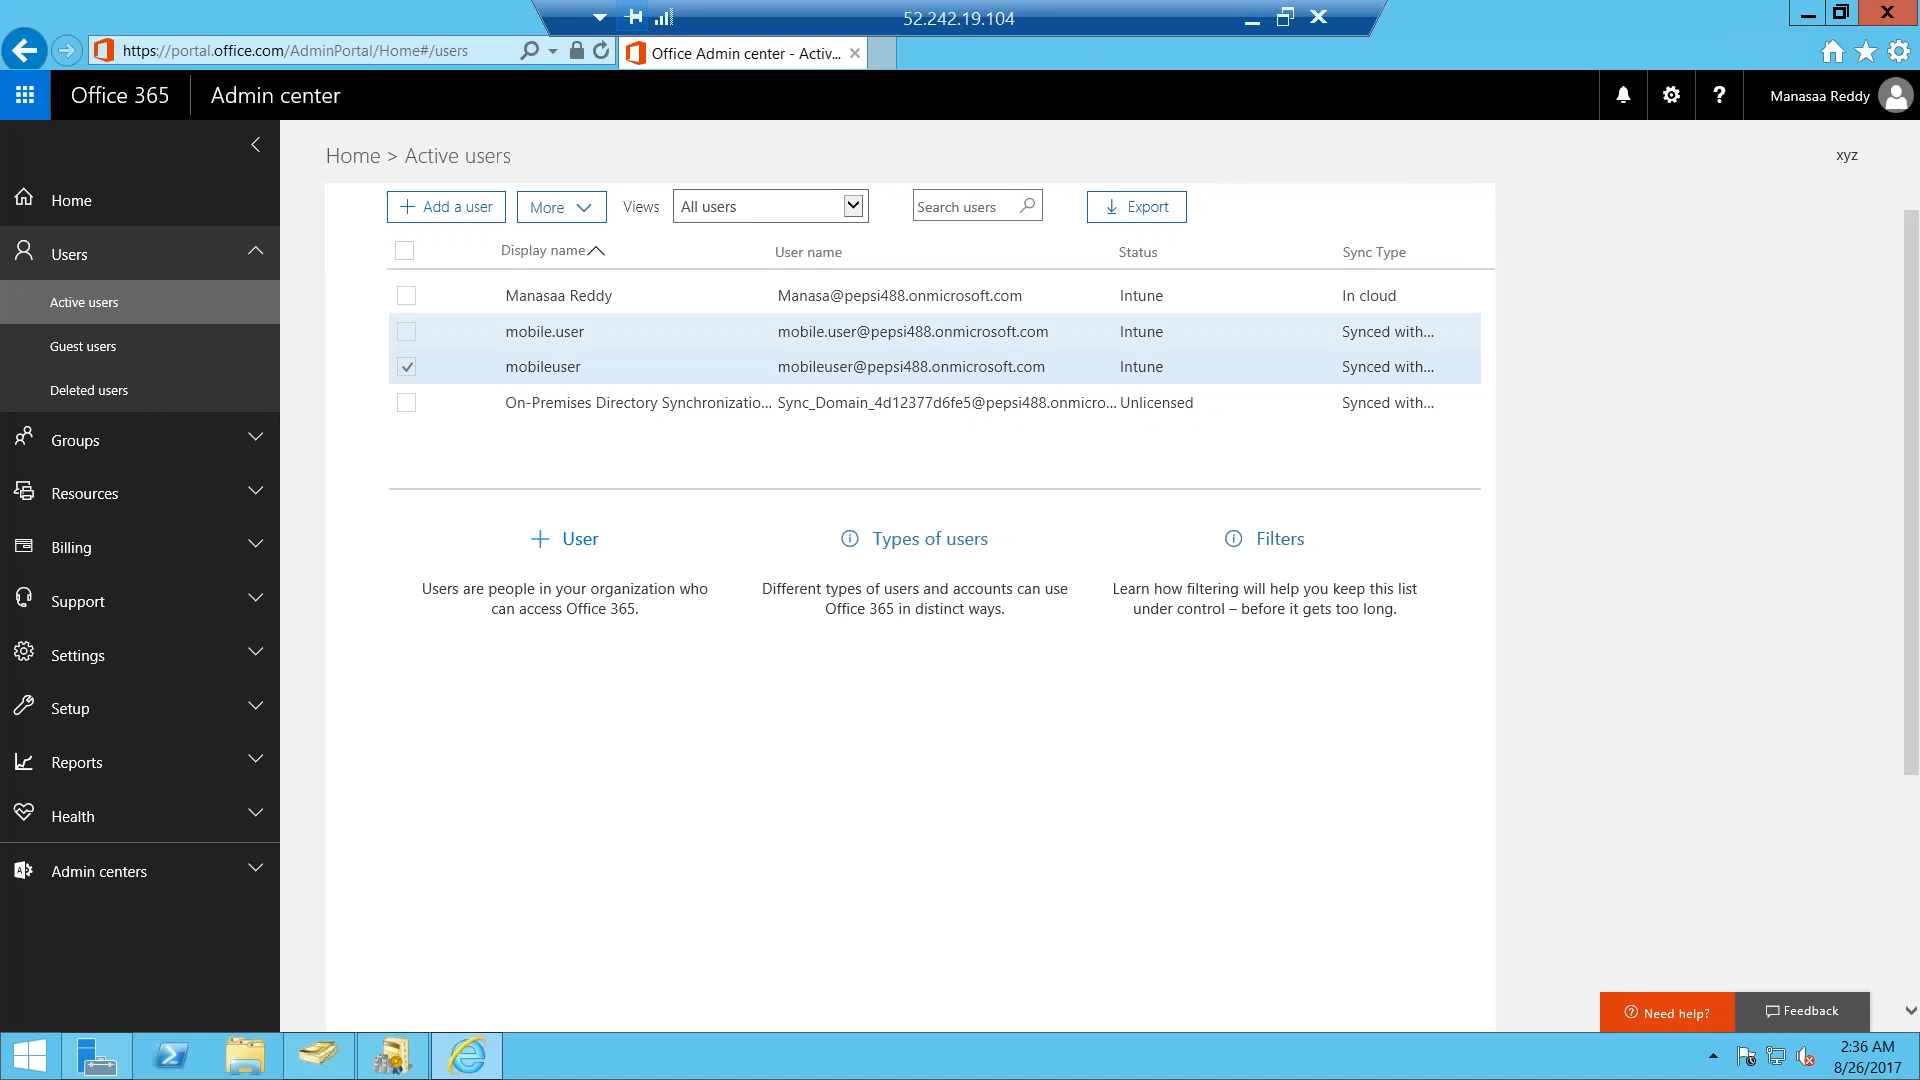 52.242.19.104
https://portal.office.com/AdminPortal/Home#/users
Office Admin center - Activ...
Office 365
Admin center
Manasaa Reddy
Home
Users
Active users
Guest users
Deleted users
Groups
Resources
Billing
Support
Settings
Setup
Reports
Health
Admin centers
Home > Active users
xyz
Add a user
More
Views
All users
Search users
Export
Display name User name Status Sync Type
Manasaa Reddy Manasa@pepsi488.onmicrosoft.com Intune In cloud
mobile.user mobile.user@pepsi488.onmicrosoft.com Intune Synced with...
mobileuser mobileuser@pepsi488.onmicrosoft.com Intune Synced with...
On-Premises Directory Synchronizatio... Sync_Domain_4d12377d6fe5@pepsi488.onmicro... Unlicensed Synced with...
User
Users are people in your organization who
can access Office 365.
Types of users
Different types of users and accounts can use
Office 365 in distinct ways.
Filters
Learn how filtering will help you keep this list
under control – before it gets too long.
Need help?
Feedback
2:36 AM
8/26/2017